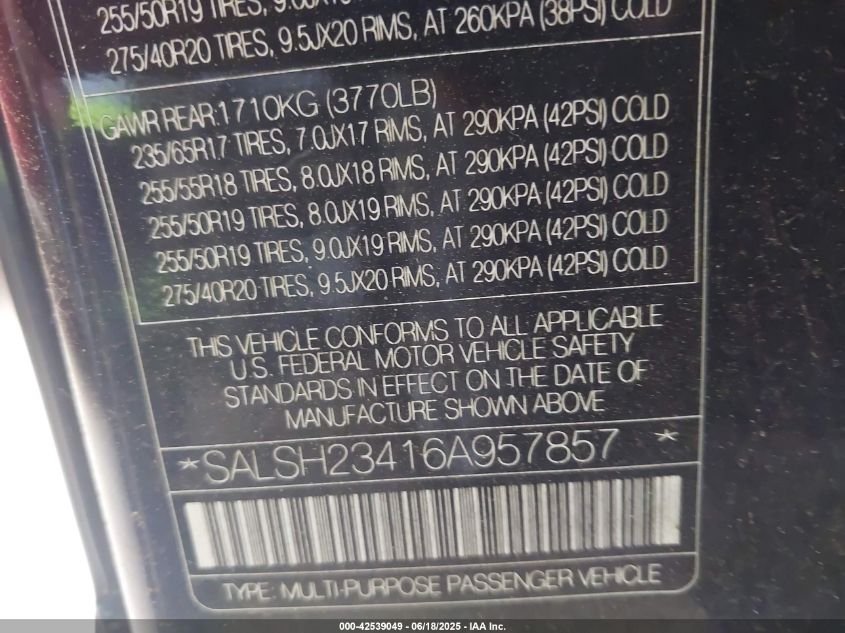 255/50R19 TIRES, 9.0JX19
275/40R20 TIRES, 9.5JX20 RIMS, AT 260KPA (38PSI) COLD
GAWR REAR:1710KG (3770LB)
235/65R17 TIRES, 7.0JX17 RIMS, AT 290KPA (42PSI) COLD
255/55R18 TIRES, 8.0JX18 RIMS, AT 290KPA (42PSI) COLD
255/50R19 TIRES, 8.0JX19 RIMS, AT 290KPA (42PSI) COLD
255/50R19 TIRES, 9.0JX19 RIMS, AT 290KPA (42PSI) COLD
275/40R20 TIRES, 9.5JX20 RIMS, AT 290KPA (42PSI) COLD
THIS VEHICLE CONFORMS TO ALL APPLICABLE
U.S. FEDERAL MOTOR VEHICLE SAFETY
STANDARDS IN EFFECT ON THE DATE OF
MANUFACTURE SHOWN ABOVE
*SALSH23416A957857 *
TYPE: MULTI-PURPOSE PASSENGER VEHICLE
000-42539049 - 06/18/2025 - IAA Inc.